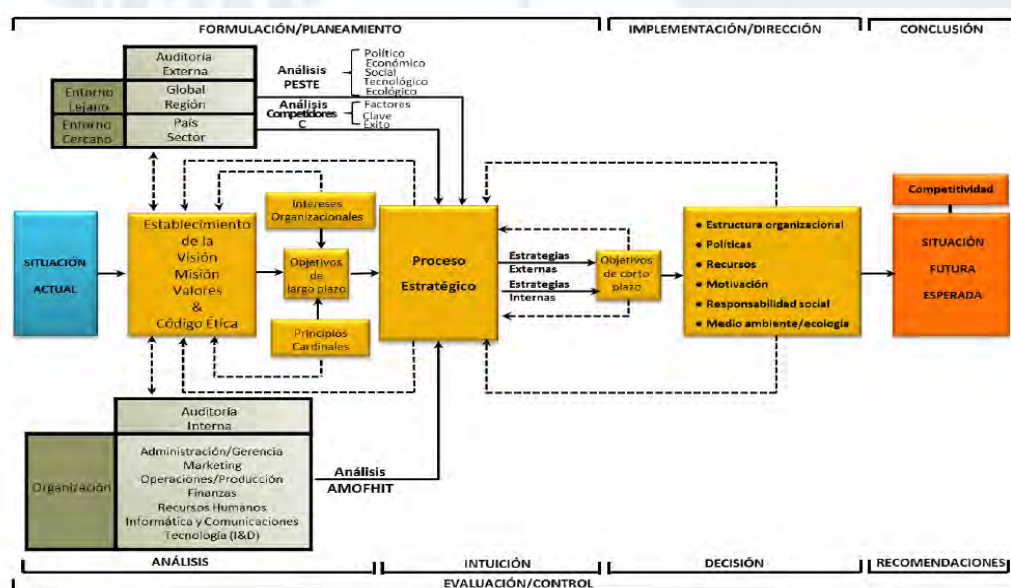 FORMULACIÓN/PLANEAMIENTO
IMPLEMENTACIÓN/DIRECCIÓN
CONCLUSIÓN
Auditoría
Externa
Entorno
Lejano
Global
Región
Entorno
Cercano
País
Sector
Análisis
PESTE
Político
Económico
Social
Tecnológico
Ecológico
Análisis
Competidores
C
Factores
Clave
Éxito
SITUACIÓN
ACTUAL
Establecimiento
de la
Visión
Misión
Valores
&
Código Ética
Intereses
Organizacionales
Objetivos
de
largo plazo
Principios
Cardinales
Proceso
Estratégico
Estrategias
Externas
Estrategias
Internas
Objetivos
de corto
plazo
• Estructura organizacional
• Políticas
• Recursos
• Motivación
• Responsabilidad social
• Medio ambiente/ecología
Competitividad
SITUACIÓN
FUTURA
ESPERADA
Auditoría
Interna
Organización
Administración/Gerencia
Marketing
Operaciones/Producción
Finanzas
Recursos Humanos
Informática y Comunicaciones
Tecnología (I&D)
Análisis
AMOFHIT
ANÁLISIS
INTUICIÓN
DECISIÓN
RECOMENDACIONES
EVALUACIÓN/CONTROL